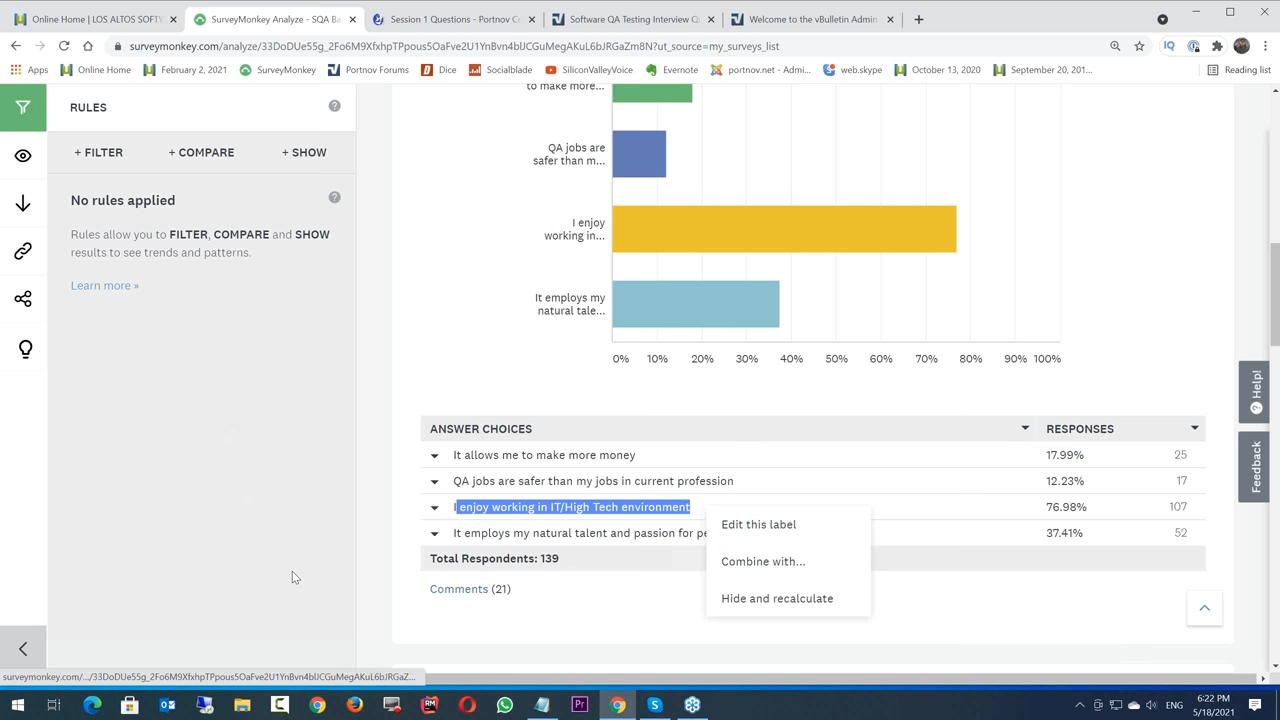 Online Home | LOS ALTOS SOFTW
SurveyMonkey Analyze - SQA Ba
Session 1 Questions - Portnov Ce
Software QA Testing Interview Q
Welcome to the vBulletin Admin
surveymonkey.com/analyze/33DoDUe55g_2Fo6M9XfxhpTPpous5OaFve2U1YnBvn4blJCGuMegAKuL6bJRGaZm8N?ut_source=my_surveys_list
Apps
Online Home
February 2, 2021
SurveyMonkey
Portnov Forums
Dice
Socialblade
SiliconValleyVoice
Evernote
portnov.net - Admi...
web.skype
October 13, 2020
September 20, 201...
Reading list
RULES
+ FILTER
+ COMPARE
+ SHOW
No rules applied
Rules allow you to FILTER, COMPARE and SHOW
results to see trends and patterns.
Learn more »
to make more...
QA jobs are
safer than m...
I enjoy
working in...
It employs my
natural tale...
0% 10% 20% 30% 40% 50% 60% 70% 80% 90% 100%
ANSWER CHOICES RESPONSES
It allows me to make more money 17.99% 25
QA jobs are safer than my jobs in current profession 12.23% 17
I enjoy working in IT/High Tech environment 76.98% 107
It employs my natural talent and passion for pe 37.41% 52
Total Respondents: 139
Comments (21)
Edit this label
Combine with...
Hide and recalculate
Help!
Feedback
surveymonkey.com/.../33DoDUe55g_2Fo6M9XfxhpTPpous5OaFve2U1YnBvn4blJCGuMegAKuL6bJRGaZ...
6:22 PM
5/18/2021